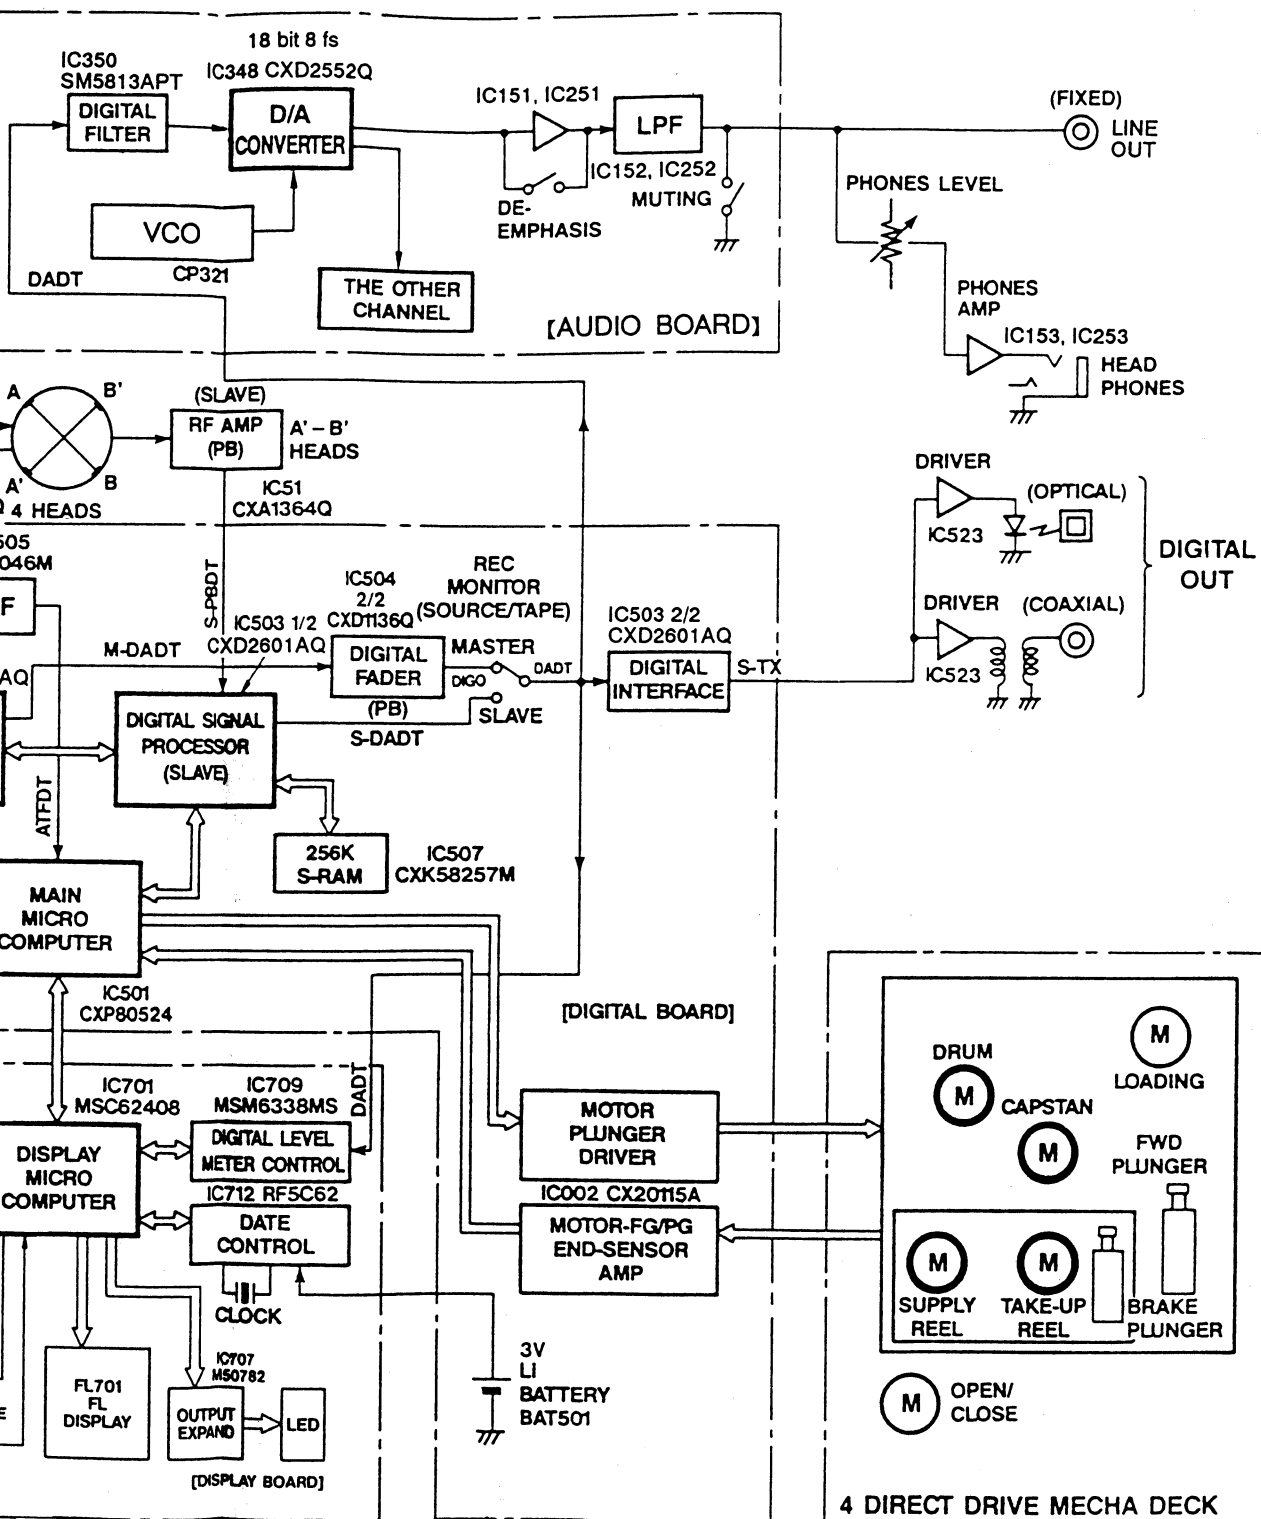 18 bit 8 fs
IC350
SM5813APT
IC348 CXD2552Q
DIGITAL
FILTER
D/A
CONVERTER
IC151, IC251
LPF
(FIXED)
LINE
OUT
IC152, IC252
MUTING
DE-
EMPHASIS
PHONES LEVEL
VCO
CP321
DADT
THE OTHER
CHANNEL
[AUDIO BOARD]
PHONES
AMP
IC153, IC253
HEAD
PHONES
A
B'
A'
B
4 HEADS
(SLAVE)
RF AMP
(PB)
A' – B'
HEADS
IC51
CXA1364Q
DRIVER
(OPTICAL)
IC523
DIGITAL
OUT
DRIVER
(COAXIAL)
IC523
505
046M
F
AQ
S-PBDT
IC504
2/2
CXD1136Q
REC
MONITOR
(SOURCE/TAPE)
IC503 1/2
CXD2601AQ
IC503 2/2
CXD2601AQ
M-DADT
DIGITAL
FADER
(PB)
MASTER
DIGO
DADT
SLAVE
S-DADT
DIGITAL
INTERFACE
S-TX
DIGITAL SIGNAL
PROCESSOR
(SLAVE)
ATFDT
256K
S-RAM
IC507
CXK58257M
MAIN
MICRO
COMPUTER
IC501
CXP80524
[DIGITAL BOARD]
IC701
MSC62408
IC709
MSM6338MS
DADT
DISPLAY
MICRO
COMPUTER
DIGITAL LEVEL
METER CONTROL
IC712 RF5C62
DATE
CONTROL
CLOCK
MOTOR
PLUNGER
DRIVER
IC002 CX20115A
MOTOR-FG/PG
END-SENSOR
AMP
M
LOADING
DRUM
M
CAPSTAN
M
FWD
PLUNGER
M
SUPPLY
REEL
M
TAKE-UP
REEL
BRAKE
PLUNGER
M
OPEN/
CLOSE
3V
LI
BATTERY
BAT501
FL701
FL
DISPLAY
IC707
M50782
OUTPUT
EXPAND
LED
E
[DISPLAY BOARD]
4 DIRECT DRIVE MECHA DECK